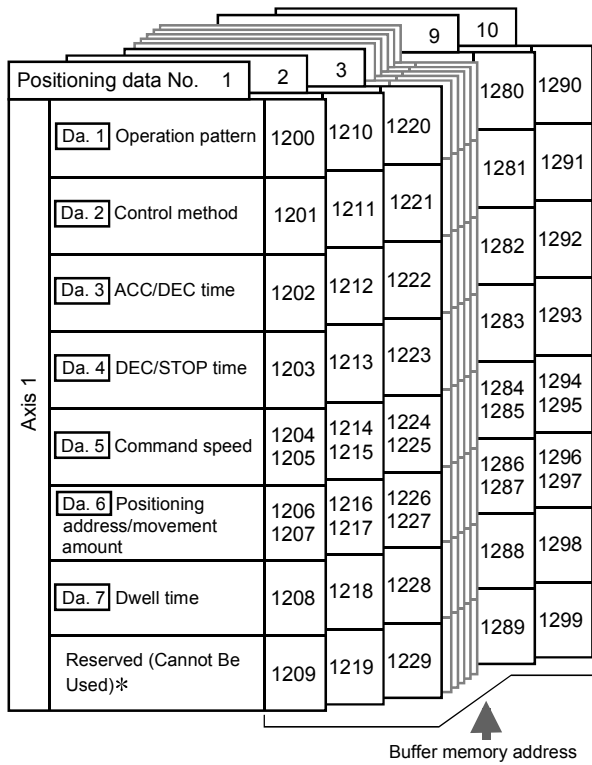 Positioning data No. 1 2 3 9 10
Axis 1
Da. 1 Operation pattern 1200 1210 1220 1280 1290
Da. 2 Control method 1201 1211 1221 1281 1291
Da. 3 ACC/DEC time 1202 1212 1222 1282 1292
Da. 4 DEC/STOP time 1203 1213 1223 1283 1293
Da. 5 Command speed 1204 1214 1224 1284 1294
1205 1215 1225 1285 1295
Da. 6 Positioning
address/movement
amount
1206 1216 1226 1286 1296
1207 1217 1227 1287 1297
Da. 7 Dwell time 1208 1218 1228 1288 1298
Reserved (Cannot Be
Used)*
1209 1219 1229 1289 1299
Buffer memory address